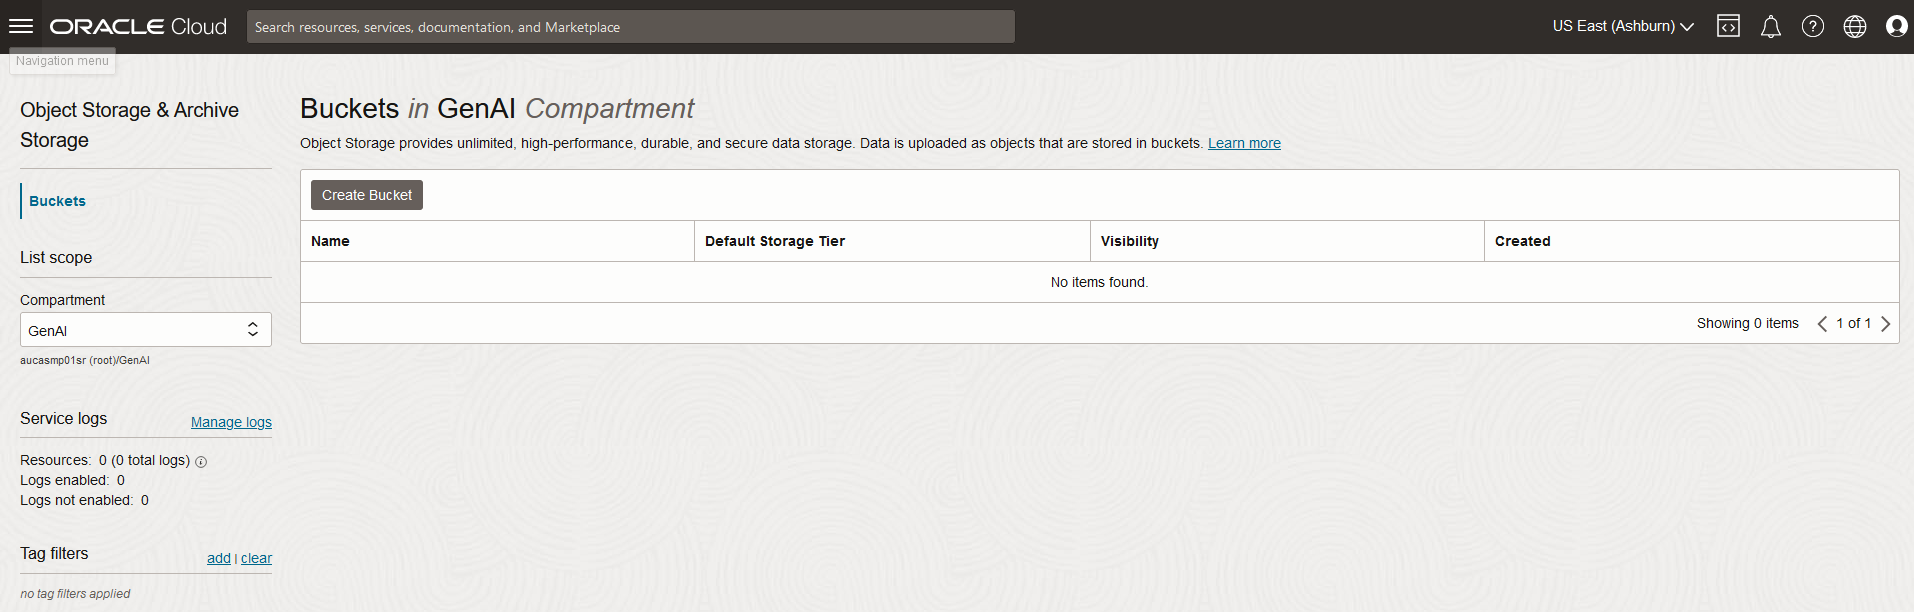 ORACLE Cloud
Search resources, services, documentation, and Marketplace
US East (Ashburn)
Navigation menu
Object Storage & Archive
Storage
Buckets
List scope
Compartment
GenAI
aucasmp01sr (root)/GenAI
Service logs
Manage logs
Resources: 0 (0 total logs)
Logs enabled: 0
Logs not enabled: 0
Tag filters
add | clear
no tag filters applied
Buckets in GenAI Compartment
Object Storage provides unlimited, high-performance, durable, and secure data storage. Data is uploaded as objects that are stored in buckets. Learn more
Create Bucket
Name Default Storage Tier Visibility Created
No items found.
Showing 0 items 1 of 1